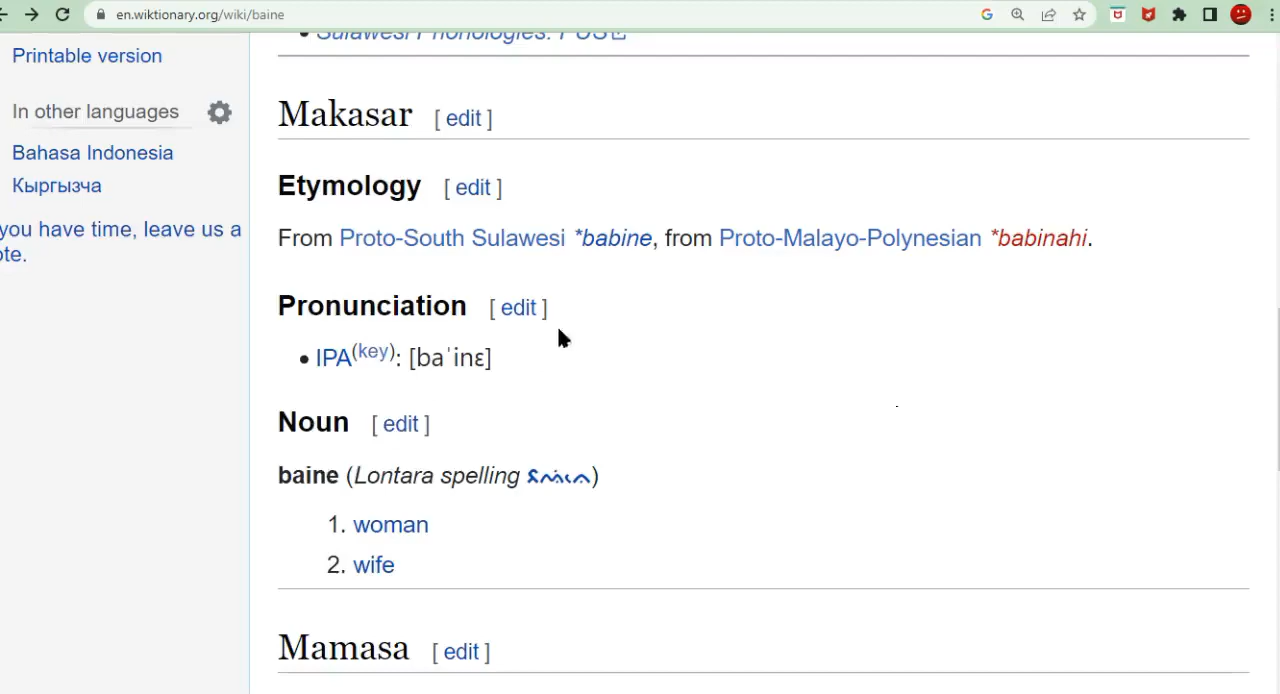 en.wiktionary.org/wiki/baine
Printable version
In other languages
Bahasa Indonesia
Кыргызча
you have time, leave us a
ote.
Sulawesi Phonologies: PUS
Makasar [ edit ]
Etymology [ edit ]
From Proto-South Sulawesi *babine, from Proto-Malayo-Polynesian *babinahi.
Pronunciation [ edit ]
• IPA(key): [baˈinɛ]
Noun [ edit ]
baine (Lontara spelling ᨅᨕᨗᨙᨊ)
1. woman
2. wife
Mamasa [ edit ]